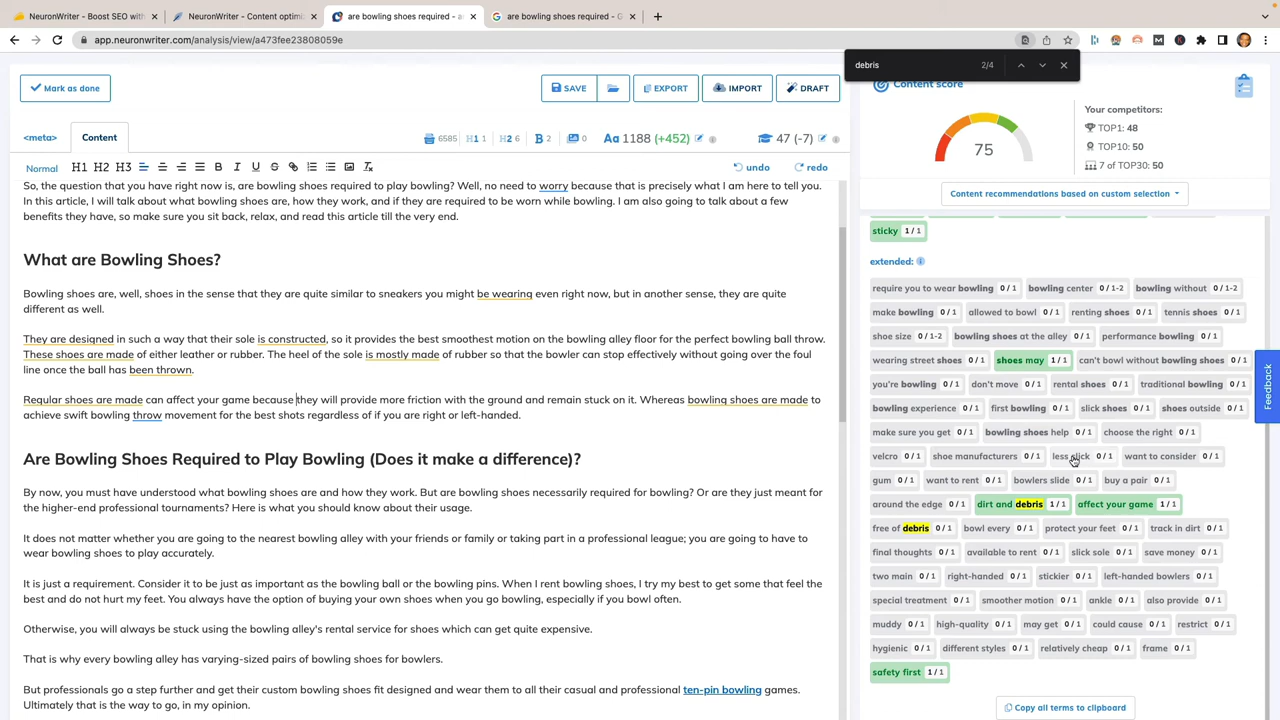 NeuronWriter - Boost SEO with
NeuronWriter - Content optimi
are bowling shoes required - a
are bowling shoes required - G
app.neuronwriter.com/analysis/view/a473fee23808059e
debris 2/4
Mark as done
SAVE
EXPORT
IMPORT
DRAFT
Content score
75
Your competitors:
TOP1: 48
TOP10: 50
7 of TOP30: 50
<meta>
Content
6585
H1 1
H2 6
B 2
0
Aa 1188 (+452)
47 (-7)
Normal H1 H2 H3
undo
redo
Content recommendations based on custom selection
So, the question that you have right now is, are bowling shoes required to play bowling? Well, no need to worry because that is precisely what I am here to tell you.
In this article, I will talk about what bowling shoes are, how they work, and if they are required to be worn while bowling. I am also going to talk about a few
benefits they have, so make sure you sit back, relax, and read this article till the very end.
What are Bowling Shoes?
Bowling shoes are, well, shoes in the sense that they are quite similar to sneakers you might be wearing even right now, but in another sense, they are quite
different as well.
They are designed in such a way that their sole is constructed, so it provides the best smoothest motion on the bowling alley floor for the perfect bowling ball throw.
These shoes are made of either leather or rubber. The heel of the sole is mostly made of rubber so that the bowler can stop effectively without going over the foul
line once the ball has been thrown.
Regular shoes are made can affect your game because they will provide more friction with the ground and remain stuck on it. Whereas bowling shoes are made to
achieve swift bowling throw movement for the best shots regardless of if you are right or left-handed.
Are Bowling Shoes Required to Play Bowling (Does it make a difference)?
By now, you must have understood what bowling shoes are and how they work. But are bowling shoes necessarily required for bowling? Or are they just meant for
the higher-end professional tournaments? Here is what you should know about their usage.
It does not matter whether you are going to the nearest bowling alley with your friends or family or taking part in a professional league; you are going to have to
wear bowling shoes to play accurately.
It is just a requirement. Consider it to be just as important as the bowling ball or the bowling pins. When I rent bowling shoes, I try my best to get some that feel the
best and do not hurt my feet. You always have the option of buying your own shoes when you go bowling, especially if you bowl often.
Otherwise, you will always be stuck using the bowling alley's rental service for shoes which can get quite expensive.
That is why every bowling alley has varying-sized pairs of bowling shoes for bowlers.
But professionals go a step further and get their custom bowling shoes fit designed and wear them to all their casual and professional ten-pin bowling games.
Ultimately that is the way to go, in my opinion.
sticky 1 / 1
extended:
require you to wear bowling 0 / 1 bowling center 0 / 1-2 bowling without 0 / 1-2
make bowling 0 / 1 allowed to bowl 0 / 1 renting shoes 0 / 1 tennis shoes 0 / 1
shoe size 0 / 1-2 bowling shoes at the alley 0 / 1 performance bowling 0 / 1
wearing street shoes 0 / 1 shoes may 1 / 1 can't bowl without bowling shoes 0 / 1
you're bowling 0 / 1 don't move 0 / 1 rental shoes 0 / 1 traditional bowling 0 / 1
bowling experience 0 / 1 first bowling 0 / 1 slick shoes 0 / 1 shoes outside 0 / 1
make sure you get 0 / 1 bowling shoes help 0 / 1 choose the right 0 / 1
velcro 0 / 1 shoe manufacturers 0 / 1 less slick 0 / 1 want to consider 0 / 1
gum 0 / 1 want to rent 0 / 1 bowlers slide 0 / 1 buy a pair 0 / 1
around the edge 0 / 1 dirt and debris 1 / 1 affect your game 1 / 1
free of debris 0 / 1 bowl every 0 / 1 protect your feet 0 / 1 track in dirt 0 / 1
final thoughts 0 / 1 available to rent 0 / 1 slick sole 0 / 1 save money 0 / 1
two main 0 / 1 right-handed 0 / 1 stickier 0 / 1 left-handed bowlers 0 / 1
special treatment 0 / 1 smoother motion 0 / 1 ankle 0 / 1 also provide 0 / 1
muddy 0 / 1 high-quality 0 / 1 may get 0 / 1 could cause 0 / 1 restrict 0 / 1
hygienic 0 / 1 different styles 0 / 1 relatively cheap 0 / 1 frame 0 / 1
safety first 1 / 1
Copy all terms to clipboard
Feedback